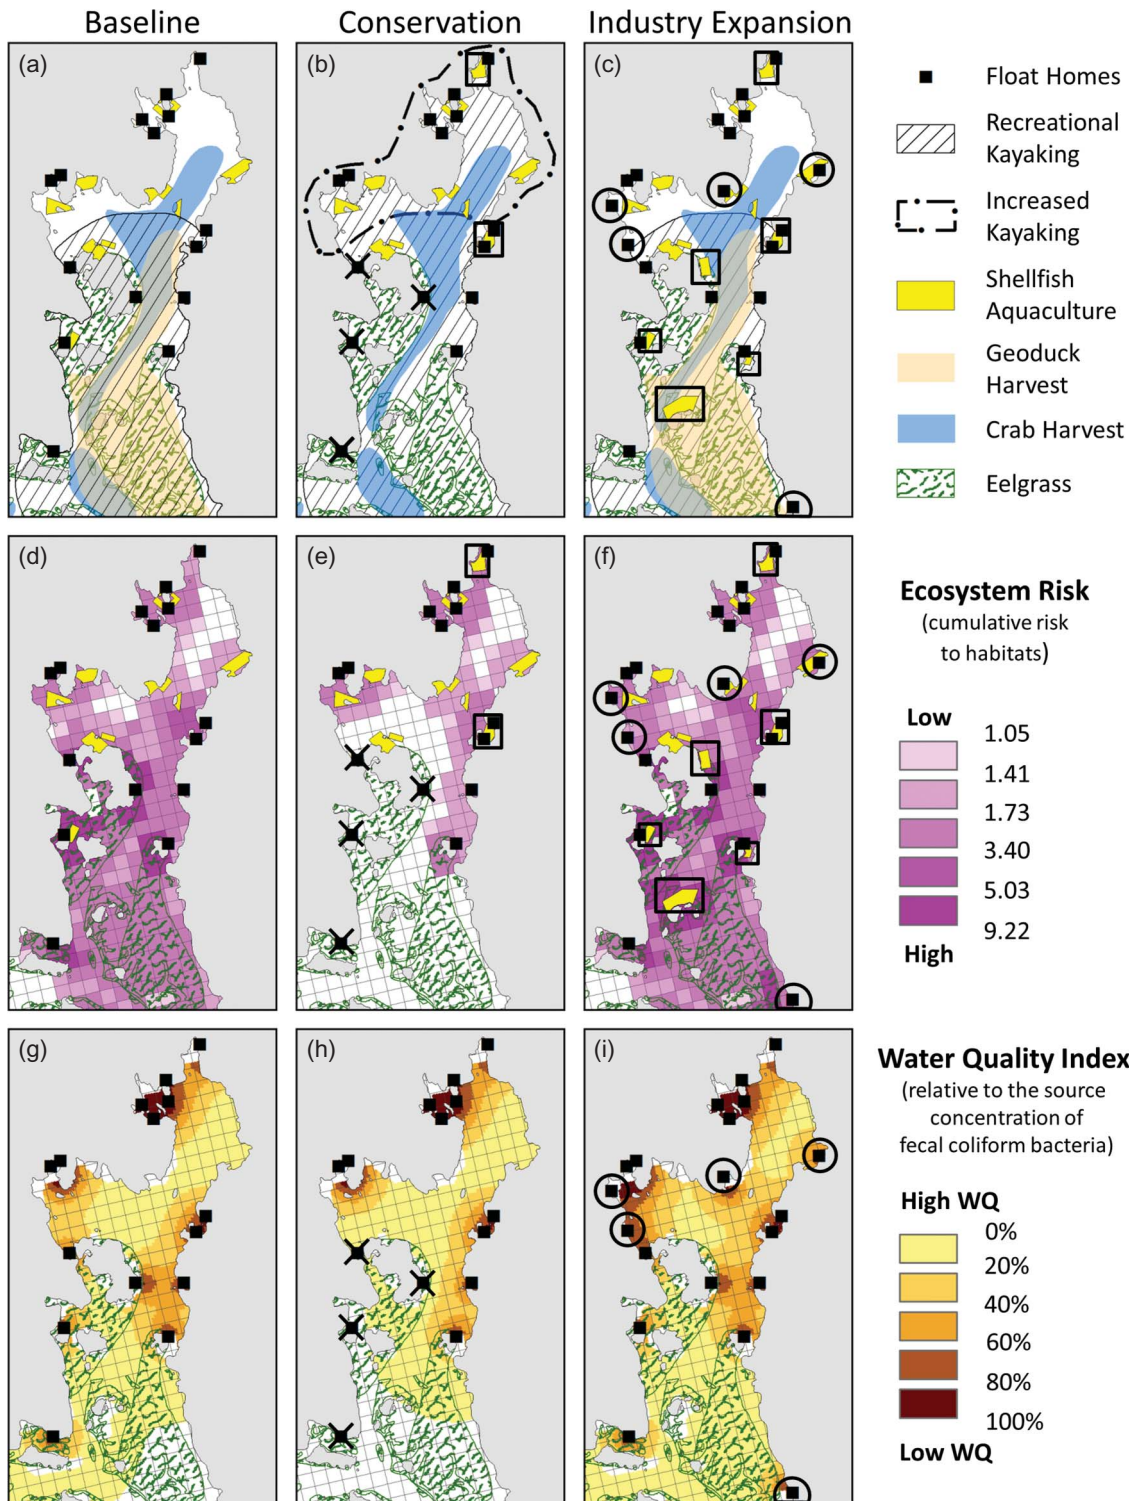 Baseline
Conservation
Industry Expansion
(a)
(b)
(c)
Float Homes
Recreational
Kayaking
Increased
Kayaking
Shellfish
Aquaculture
Geoduck
Harvest
Crab Harvest
Eelgrass
(d)
(e)
(f)
Ecosystem Risk
(cumulative risk
to habitats)
Low
1.05
1.41
1.73
3.40
5.03
9.22
High
(g)
(h)
(i)
Water Quality Index
(relative to the source
concentration of
fecal coliform bacteria)
High WQ
0%
20%
40%
60%
80%
100%
Low WQ